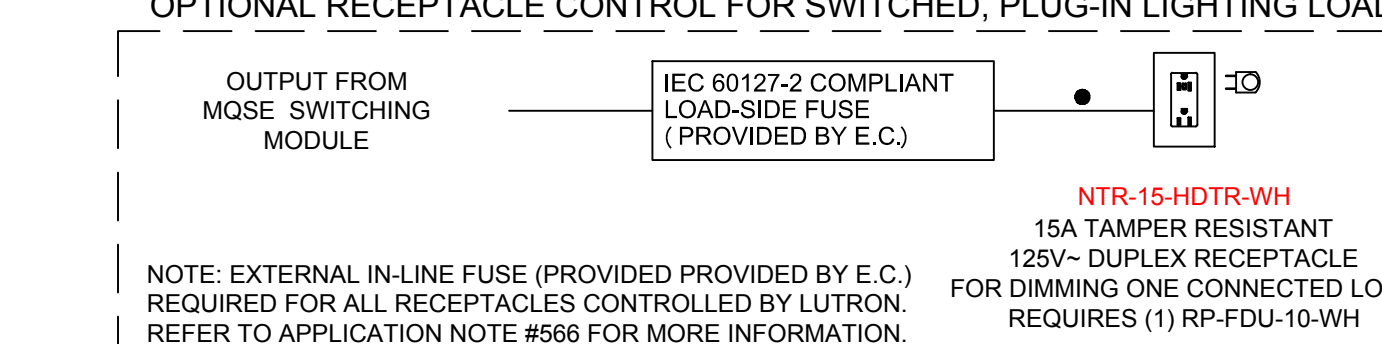 OPTIONAL RECEPTACLE CONTROL FOR SWITCHED, PLUG-IN LIGHTING LOAD
OUTPUT FROM
MQSE SWITCHING
MODULE
IEC 60127-2 COMPLIANT
LOAD-SIDE FUSE
( PROVIDED BY E.C.)
NTR-15-HDTR-WH
15A TAMPER RESISTANT
125V~ DUPLEX RECEPTACLE
FOR DIMMING ONE CONNECTED LO
REQUIRES (1) RP-FDU-10-WH
NOTE: EXTERNAL IN-LINE FUSE (PROVIDED PROVIDED BY E.C.)
REQUIRED FOR ALL RECEPTACLES CONTROLLED BY LUTRON.
REFER TO APPLICATION NOTE #566 FOR MORE INFORMATION.